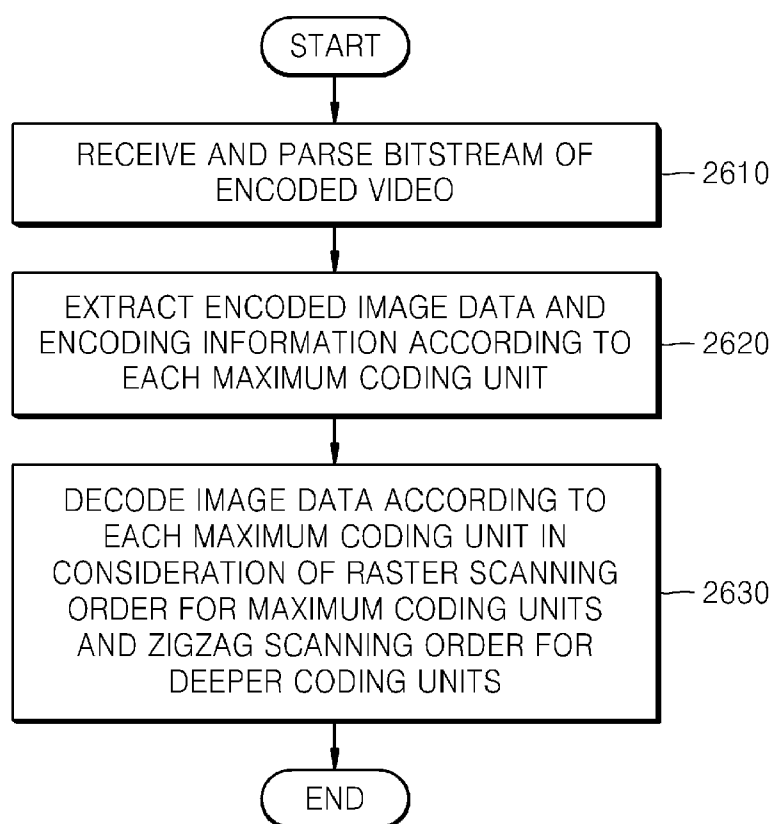 START
RECEIVE AND PARSE BITSTREAM OF
ENCODED VIDEO
2610
EXTRACT ENCODED IMAGE DATA AND
ENCODING INFORMATION ACCORDING TO
EACH MAXIMUM CODING UNIT
2620
DECODE IMAGE DATA ACCORDING TO
EACH MAXIMUM CODING UNIT IN
CONSIDERATION OF RASTER SCANNING
ORDER FOR MAXIMUM CODING UNITS
AND ZIGZAG SCANNING ORDER FOR
DEEPER CODING UNITS
2630
END